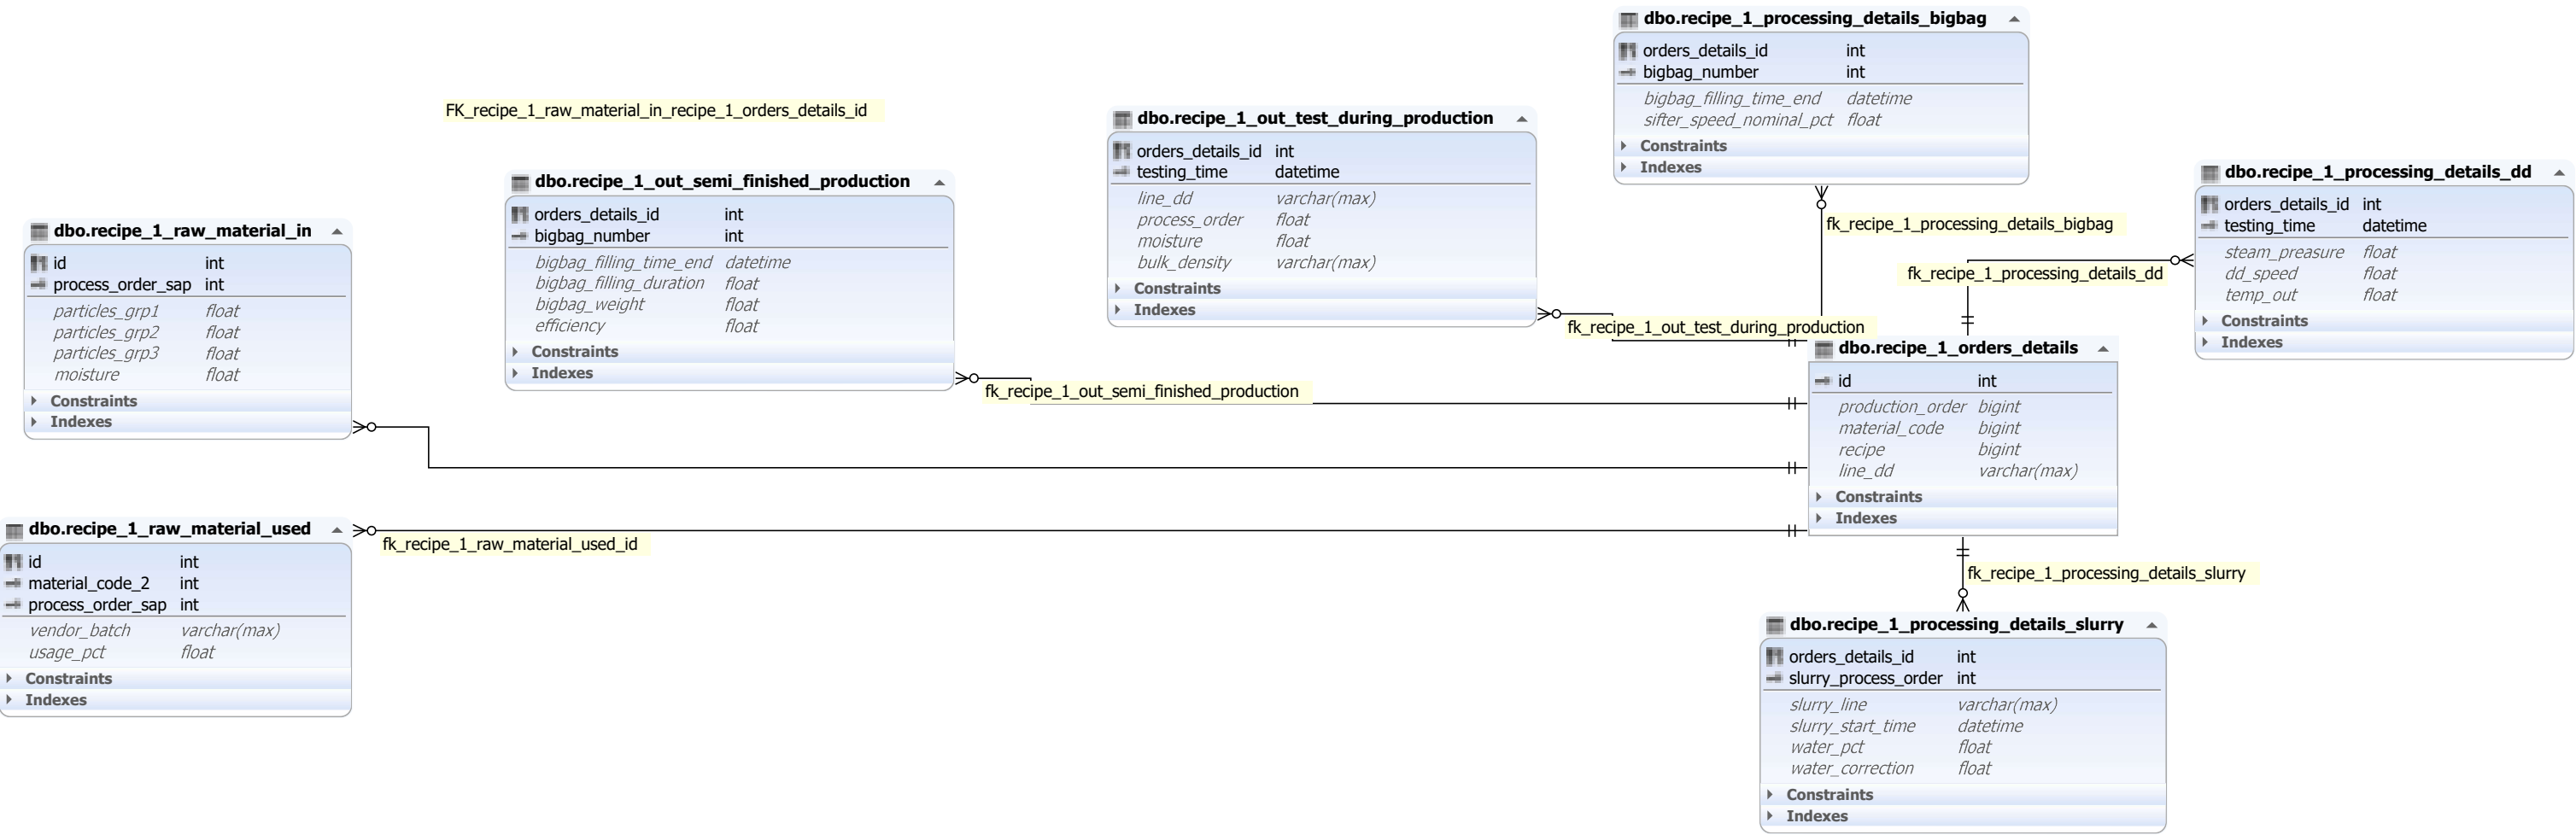 dbo.recipe_1_processing_details_bigbag
orders_details_id int
bigbag_number int
bigbag_filling_time_end datetime
sifter_speed_nominal_pct float
Constraints
Indexes
FK_recipe_1_raw_material_in_recipe_1_orders_details_id
dbo.recipe_1_out_test_during_production
orders_details_id int
testing_time datetime
line_dd varchar(max)
process_order float
moisture float
bulk_density varchar(max)
Constraints
Indexes
dbo.recipe_1_processing_details_dd
orders_details_id int
testing_time datetime
steam_preasure float
dd_speed float
temp_out float
Constraints
Indexes
dbo.recipe_1_out_semi_finished_production
orders_details_id int
bigbag_number int
bigbag_filling_time_end datetime
bigbag_filling_duration float
bigbag_weight float
efficiency float
Constraints
Indexes
dbo.recipe_1_raw_material_in
id int
process_order_sap int
particles_grp1 float
particles_grp2 float
particles_grp3 float
moisture float
Constraints
Indexes
fk_recipe_1_processing_details_bigbag
fk_recipe_1_processing_details_dd
fk_recipe_1_out_test_during_production
fk_recipe_1_out_semi_finished_production
dbo.recipe_1_orders_details
id int
production_order bigint
material_code bigint
recipe bigint
line_dd varchar(max)
Constraints
Indexes
dbo.recipe_1_raw_material_used
id int
material_code_2 int
process_order_sap int
vendor_batch varchar(max)
usage_pct float
Constraints
Indexes
fk_recipe_1_raw_material_used_id
fk_recipe_1_processing_details_slurry
dbo.recipe_1_processing_details_slurry
orders_details_id int
slurry_process_order int
slurry_line varchar(max)
slurry_start_time datetime
water_pct float
water_correction float
Constraints
Indexes